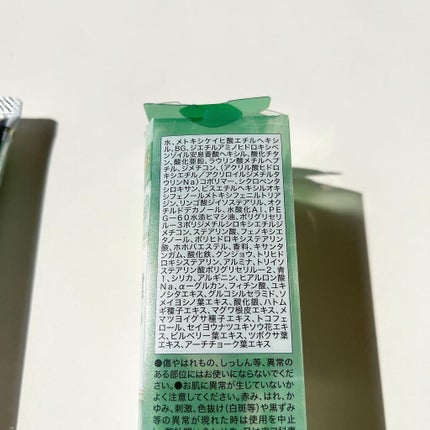 水、メトキシケイヒ酸エチルヘキシ
ル、BG、ジエチルアミノヒドロキシベ
ンゾイル安息香酸ヘキシル、酸化チタ
ン、酸化亜鉛、ラウリン酸メチルヘプチ
ル、ジメチコン、(アクリル酸ヒドロ
キシエチル/アクリロイルジメチルタ
ウリンNa)コポリマー、シクロペンタ
シロキサン、ビスエチルヘキシルオキ
シフェノールメトキシフェニルトリア
ジン、リンゴ酸ジイソステアリル、オク
チルドデカノール、水酸化Al、PE
G-60水添ヒマシ油、ポリグリセリ
ル-3ポリジメチルシロキシエチルジ
メチコン、ステアリン酸、フェノキシエ
タノール、ポリヒドロキシステアリン
酸、ホホバエステル、香料、キサンタ
ンガム、酸化鉄、グンジョウ、トリヒド
ロキシステアリン、アルミナ、トリイソ
ステアリン酸ポリグリセリル-2、青
1、シリカ、アルギニン、ヒアルロン酸
Na、α-グルカン、フィチン酸、ユキ
ノシタエキス、グルコシルセラミド、ソ
メイヨシノ葉エキス、酸化銀、ハトム
ギ種子エキス、マグワ根皮エキス、メ
マツヨイグサ種子エキス、トコフェ
ロール、セイヨウナツユキソウ花エキ
ス、ビルベリー葉エキス、ツボクサ葉
エキス、アーチチョーク葉エキス
●傷やはれもの、しっしん等、異常の
ある部位にはお使いにならないでくだ
さい。●お肌に異常が生じていないか
よく注意してください。赤み、はれ、か
ゆみ、刺激、色抜け(白斑等)や黒ずみ
等の異常が現れた時は使用を中止